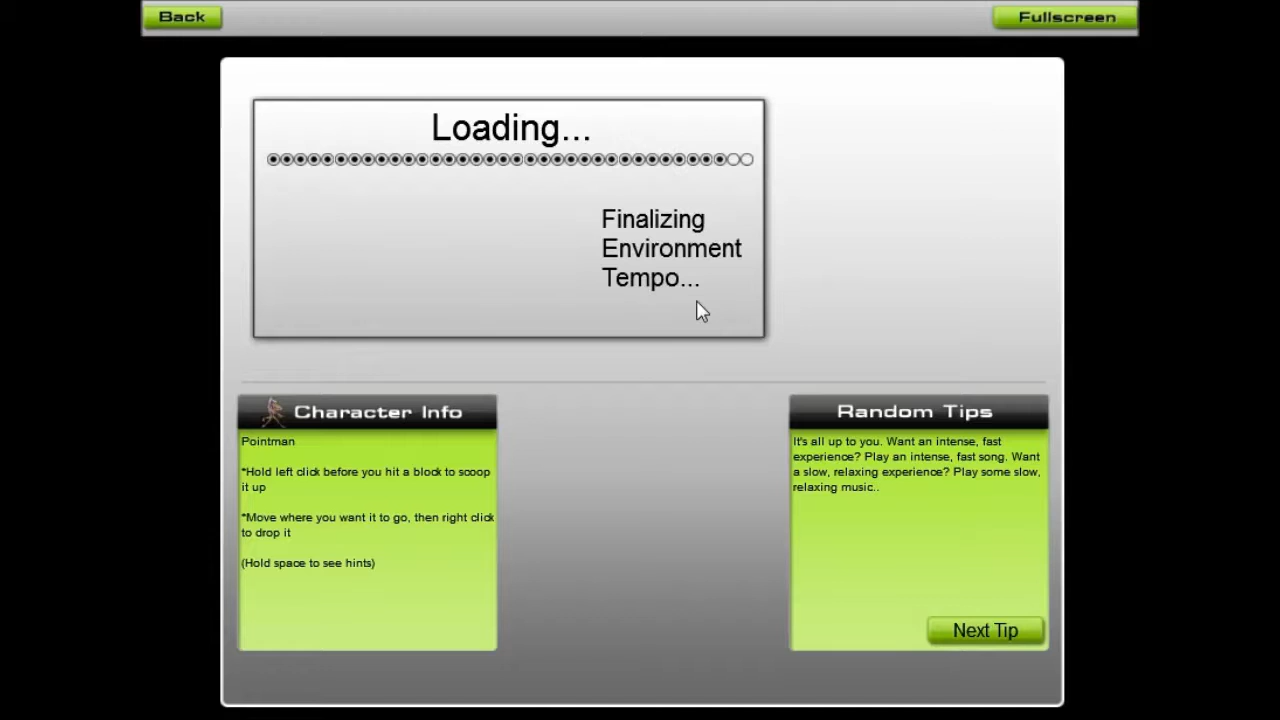 Back
Fullscreen
Loading...
Finalizing
Environment
Tempo...
Character Info
Pointman
*Hold left click before you hit a block to scoop
it up
*Move where you want it to go, then right click
to drop it
(Hold space to see hints)
Random Tips
It's all up to you. Want an intense, fast
experience? Play an intense, fast song. Want
a slow, relaxing experience? Play some slow,
relaxing music..
Next Tip